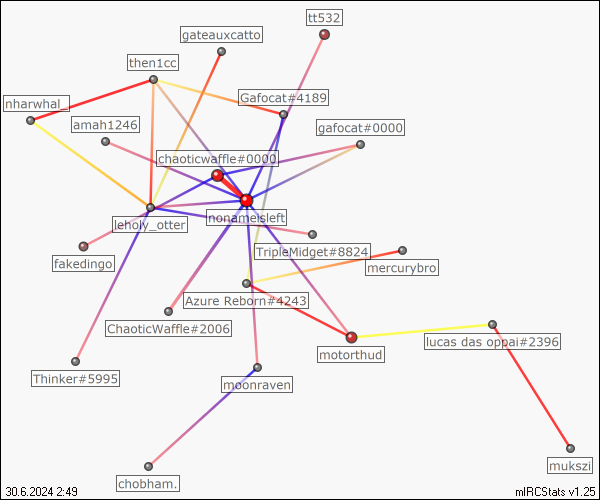 tt532
gateauxcatto
then1cc
Gafocat#4189
nharwhal_
amah1246
gafocat#0000
chaoticwaffle#0000
nonameisleft
leholy_otter
TripleMidget#8824
fakedingo
mercurybro
Azure Reborn#4243
ChaoticWaffle#2006
lucas das oppai#2396
motorthud
Thinker#5995
moonraven
mukszi
chobham.
30.6.2024 2:49
mIRCStats v1.25